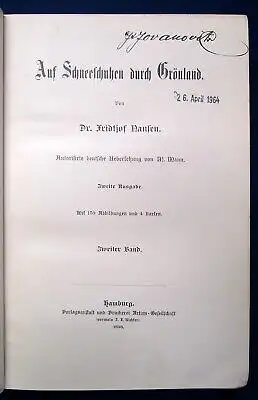 Jovanović
Auf Schneeschuhen durch Grönland.
26. April 1964
Von
Dr. Fridtjof Nansen.
Autorisirte deutsche Uebersetzung von M. Mann.
Zweite Ausgabe.
Mit 159 Abbildungen und 4 Karten.
Zweiter Band.
Hamburg.
Verlagsanstalt und Druckerei Actien-Gesellschaft
(vormals J. F. Richter)